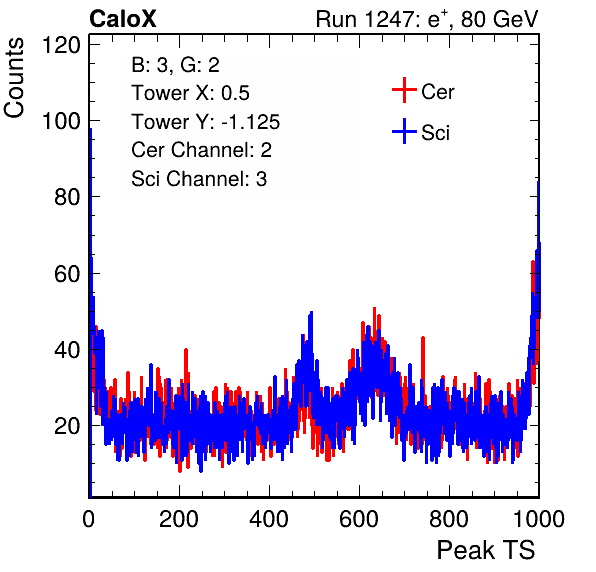 CaloX Run 1247: e+, 80 GeV
Counts
120
100
80
60
40
20
B: 3, G: 2
Tower X: 0.5
Tower Y: -1.125
Cer Channel: 2
Sci Channel: 3
Cer
Sci
0 200 400 600 800 1000
Peak TS